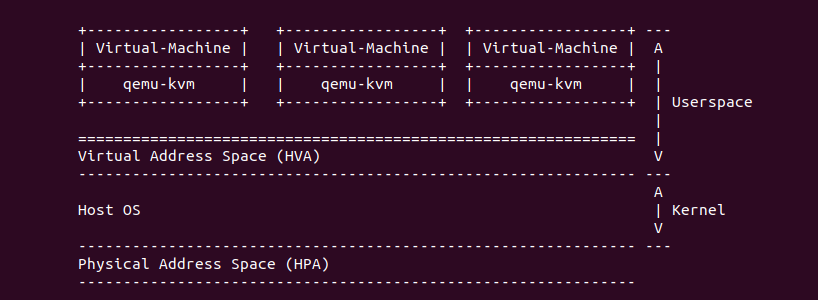 +-----------------+   +-----------------+  +-----------------+ ---
| Virtual-Machine |   | Virtual-Machine |  | Virtual-Machine |  A
+-----------------+   +-----------------+  +-----------------+  |
|    qemu-kvm     |   |    qemu-kvm     |  |    qemu-kvm     |  |
+-----------------+   +-----------------+  +-----------------+  | Userspace
                                                                |
==============================================================  |
Virtual Address Space (HVA)                                     V
-------------------------------------------------------------- ---
                                                                A
Host OS                                                         | Kernel
                                                                V
-------------------------------------------------------------- ---
Physical Address Space (HPA)
--------------------------------------------------------------